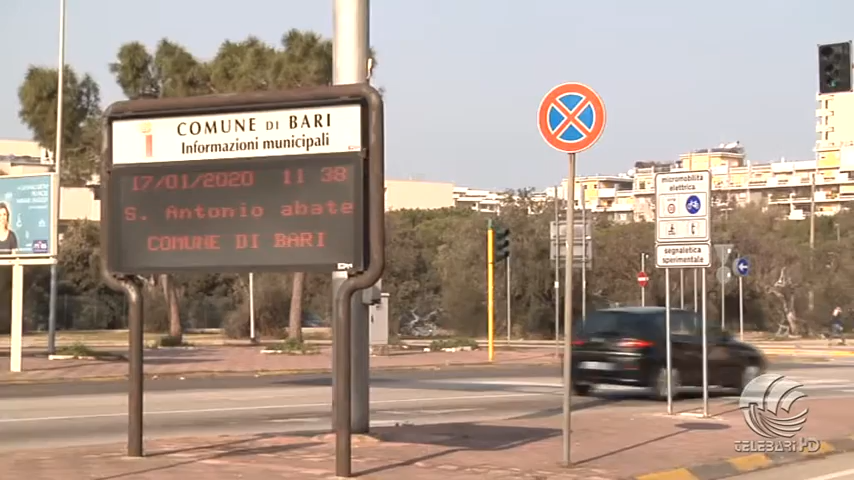 COMUNE DI BARI
Informazioni municipali
17/01/2020 11 38
S. Antonio abate
COMUNE DI BARI
micromobilità
elettrica
segnaletica
sperimentale
TELEBARI HD